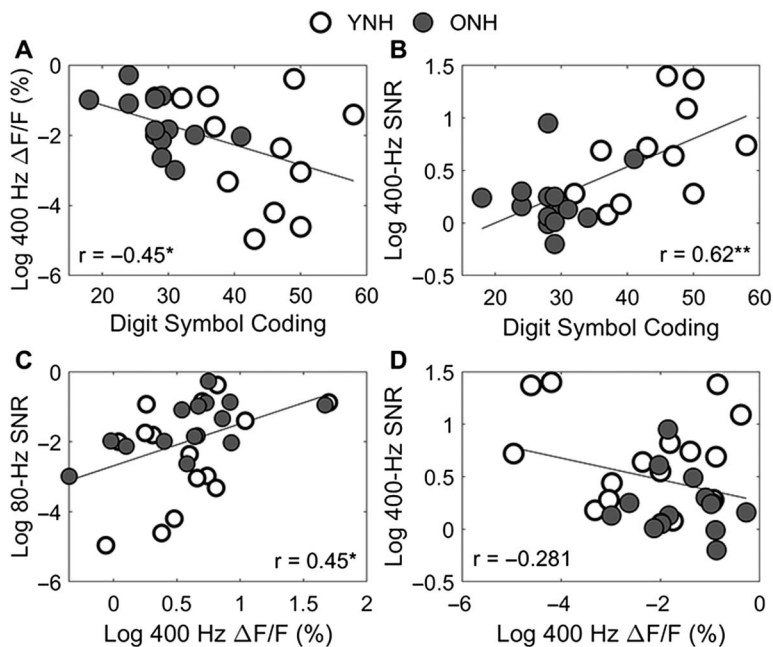 YNH ONH
A
0
−2
−4
−6
Log 400 Hz ΔF/F (%)
r = −0.45*
20 30 40 50 60
Digit Symbol Coding
B
1.5
1
0.5
0
−0.5
Log 400-Hz SNR
r = 0.62**
20 30 40 50 60
Digit Symbol Coding
C
0
−2
−4
−6
Log 80-Hz SNR
r = 0.45*
0 0.5 1 1.5 2
Log 400 Hz ΔF/F (%)
D
1.5
1
0.5
0
−0.5
Log 400-Hz SNR
r = −0.281
−6 −4 −2 0
Log 400 Hz ΔF/F (%)